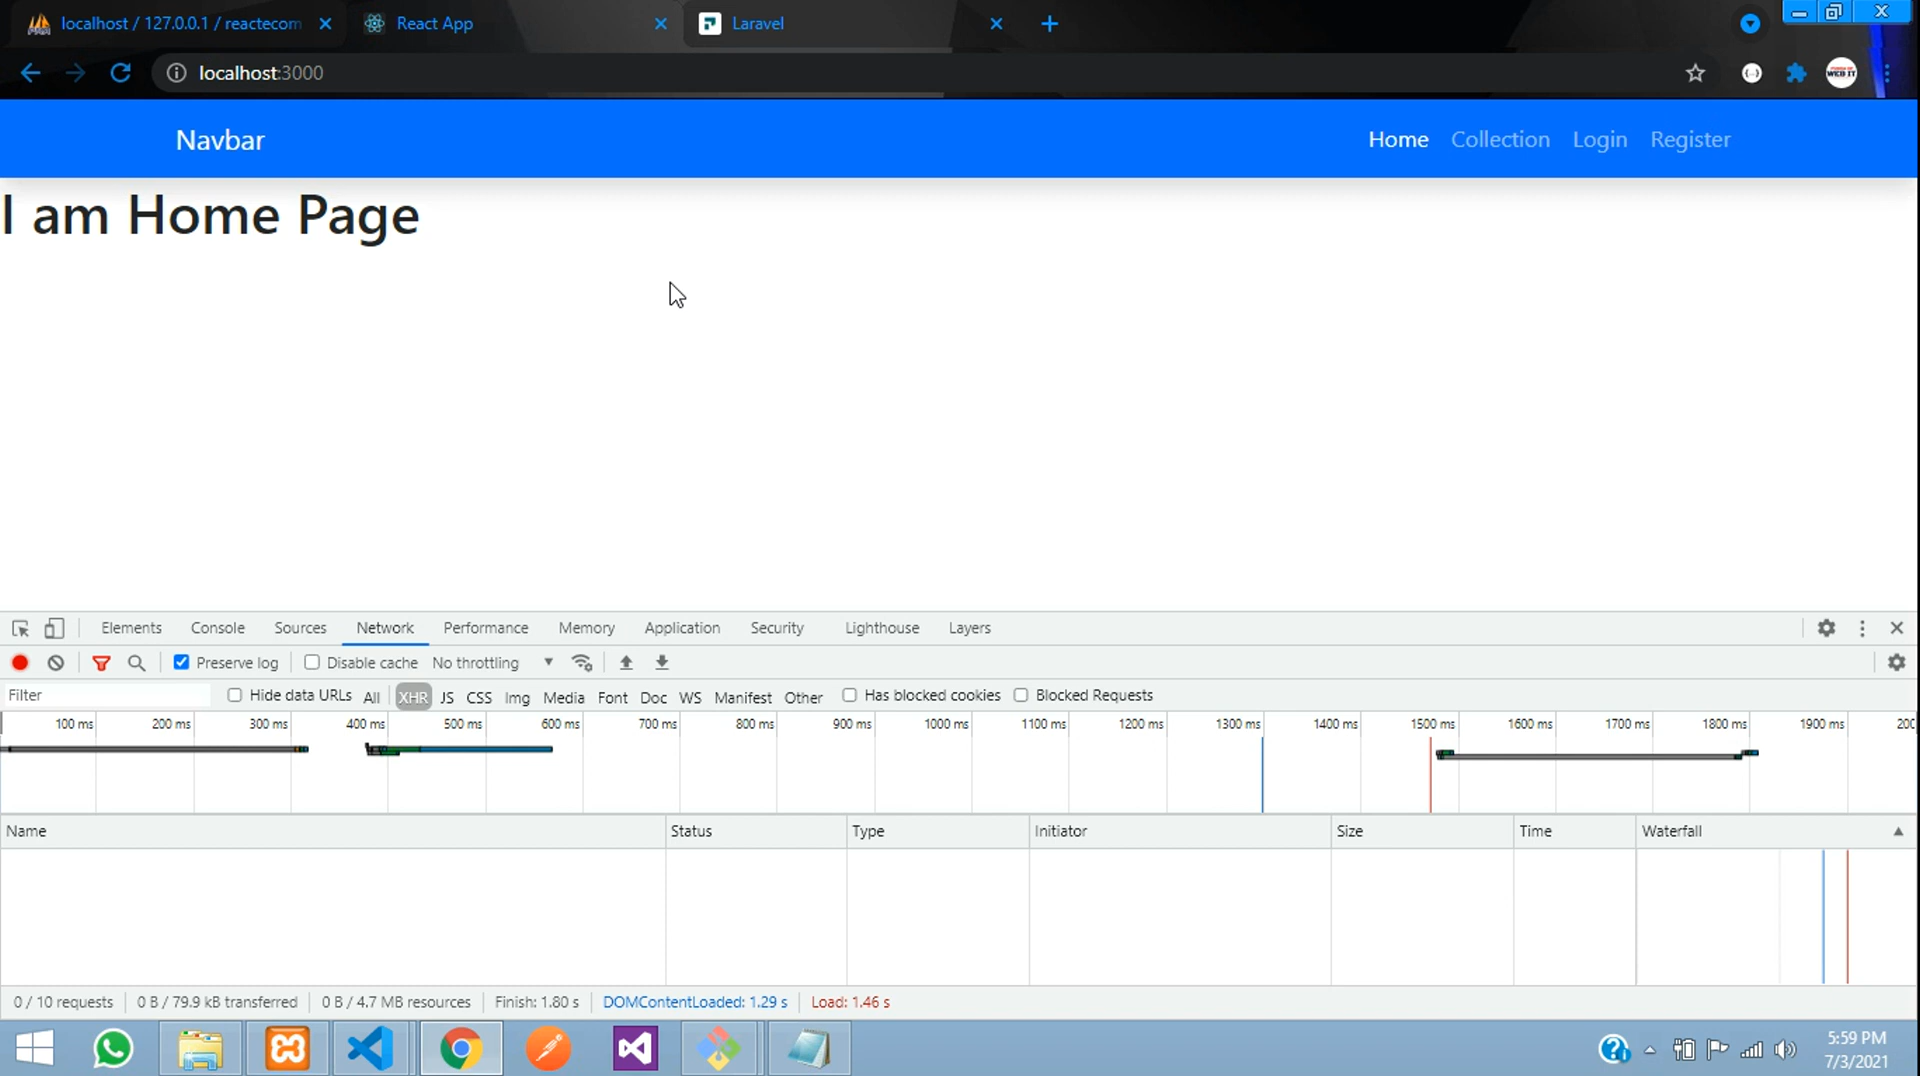 localhost / 127.0.0.1 / reactecom
React App
Laravel
localhost:3000
WEB IT
Navbar
Home Collection Login Register
I am Home Page
Elements Console Sources Network Performance Memory Application Security Lighthouse Layers
Preserve log Disable cache No throttling
Filter Hide data URLs All XHR JS CSS Img Media Font Doc WS Manifest Other Has blocked cookies Blocked Requests
100 ms 200 ms 300 ms 400 ms 500 ms 600 ms 700 ms 800 ms 900 ms 1000 ms 1100 ms 1200 ms 1300 ms 1400 ms 1500 ms 1600 ms 1700 ms 1800 ms 1900 ms 200
Name Status Type Initiator Size Time Waterfall
0 / 10 requests 0 B / 79.9 kB transferred 0 B / 4.7 MB resources Finish: 1.80 s DOMContentLoaded: 1.29 s Load: 1.46 s
5:59 PM
7/3/2021